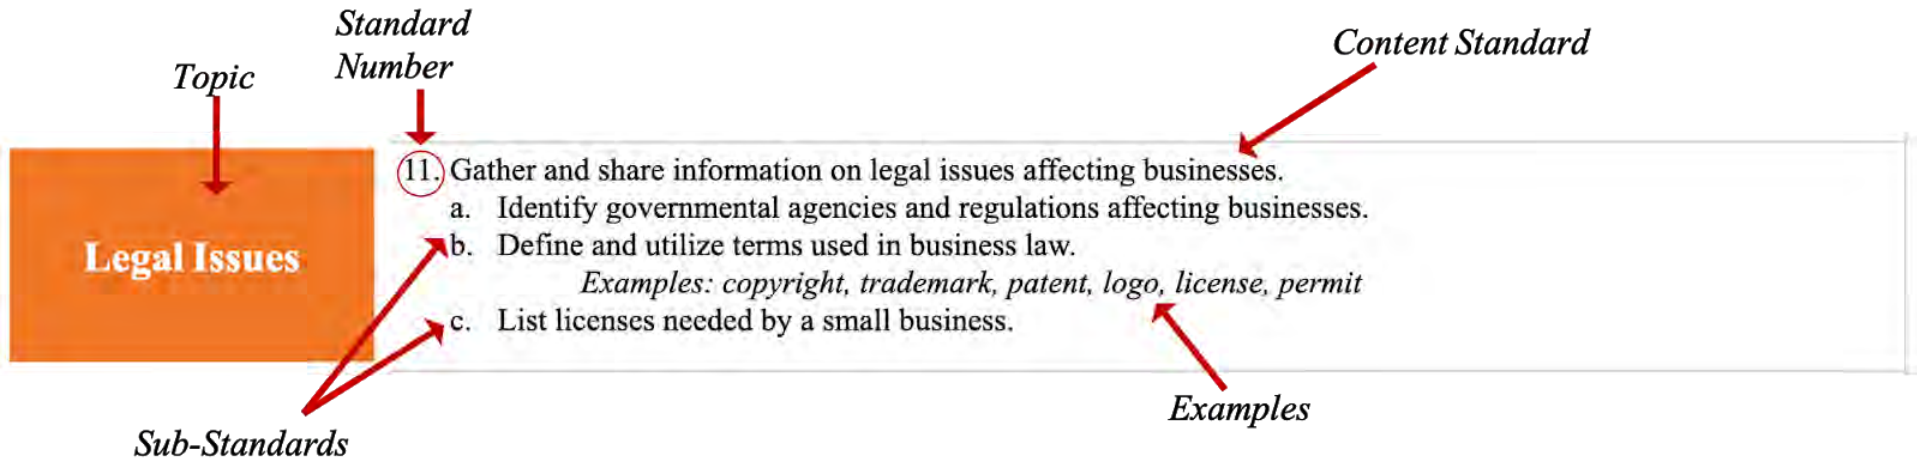 Standard
Number
Content Standard
Topic
11. Gather and share information on legal issues affecting businesses.
a. Identify governmental agencies and regulations affecting businesses.
b. Define and utilize terms used in business law.
Legal Issues
Examples: copyright, trademark, patent, logo, license, permit
c. List licenses needed by a small business.
Examples
Sub-Standards